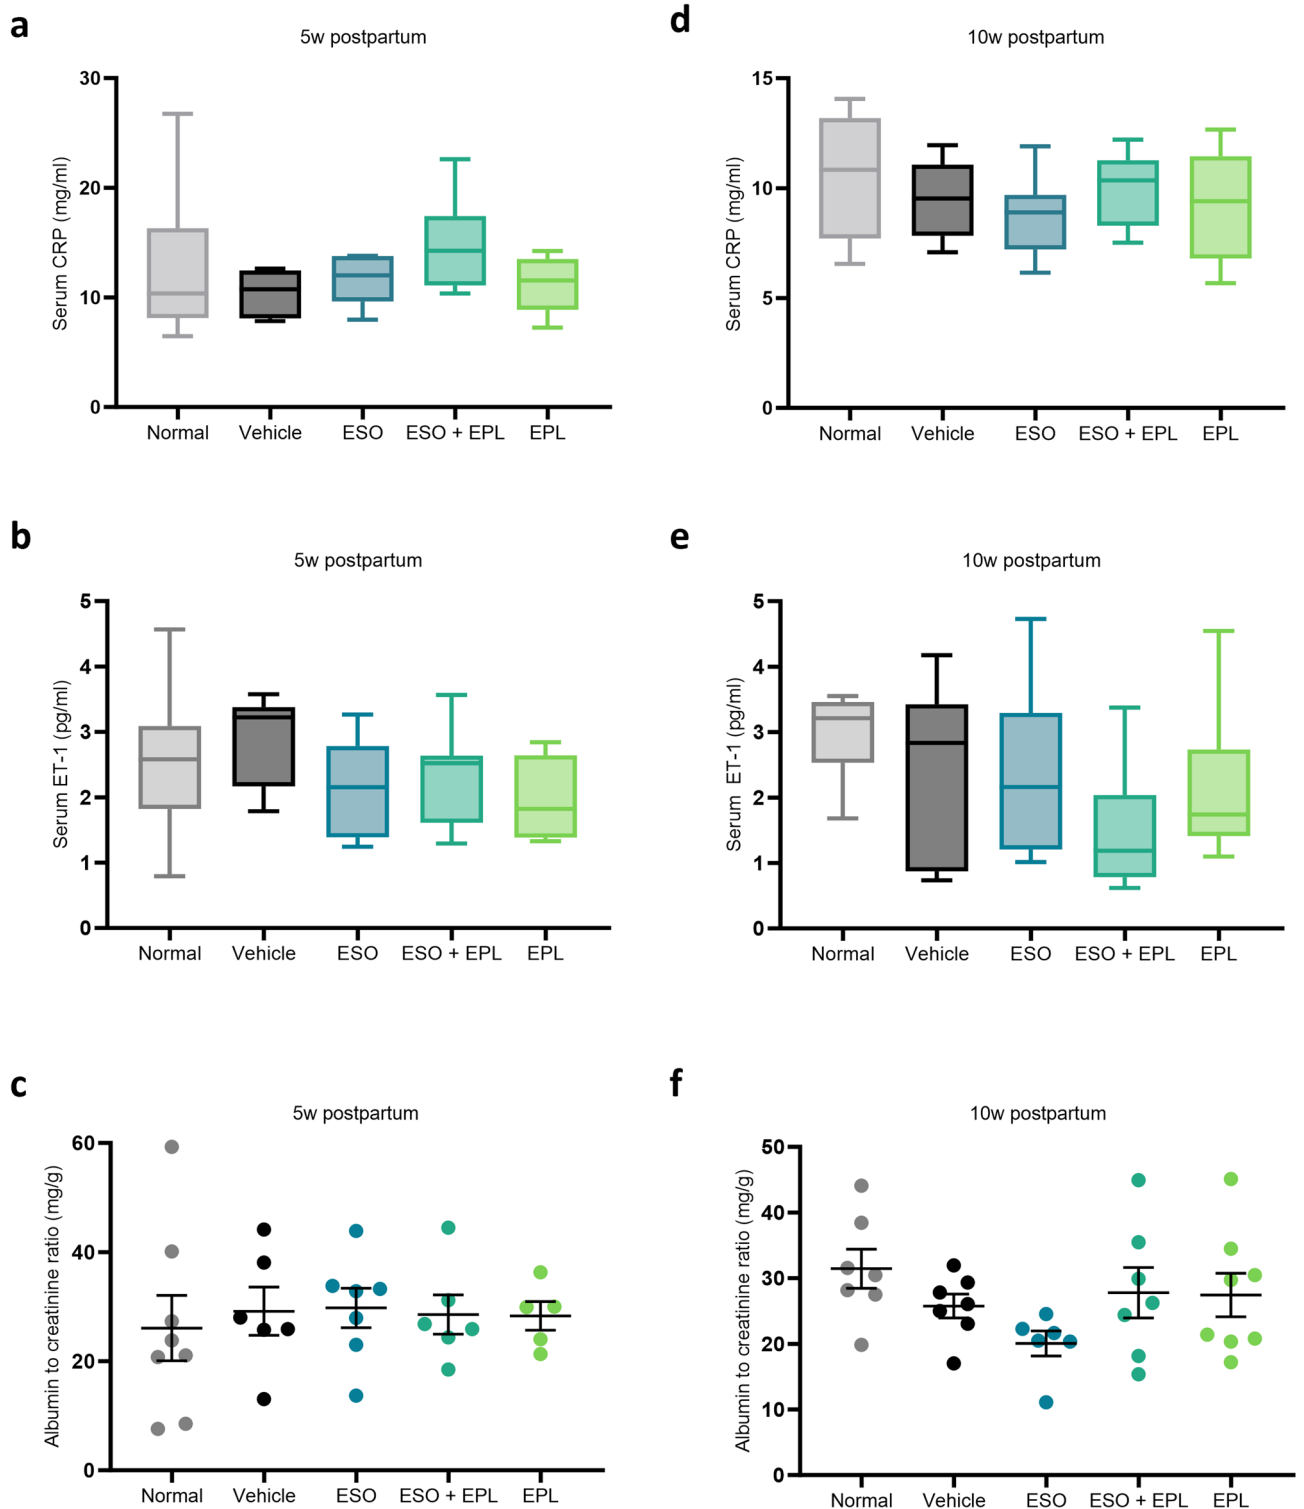 a
5w postpartum
Serum CRP (mg/ml)
30
20
10
0
Normal Vehicle ESO ESO + EPL EPL
d
10w postpartum
Serum CRP (mg/ml)
15
10
5
0
Normal Vehicle ESO ESO + EPL EPL
b
5w postpartum
Serum ET-1 (pg/ml)
5
4
3
2
1
0
Normal Vehicle ESO ESO + EPL EPL
e
10w postpartum
Serum ET-1 (pg/ml)
5
4
3
2
1
0
Normal Vehicle ESO ESO + EPL EPL
c
5w postpartum
Albumin to creatinine ratio (mg/g)
60
40
20
0
Normal Vehicle ESO ESO + EPL EPL
f
10w postpartum
Albumin to creatinine ratio (mg/g)
50
40
30
20
10
0
Normal Vehicle ESO ESO + EPL EPL